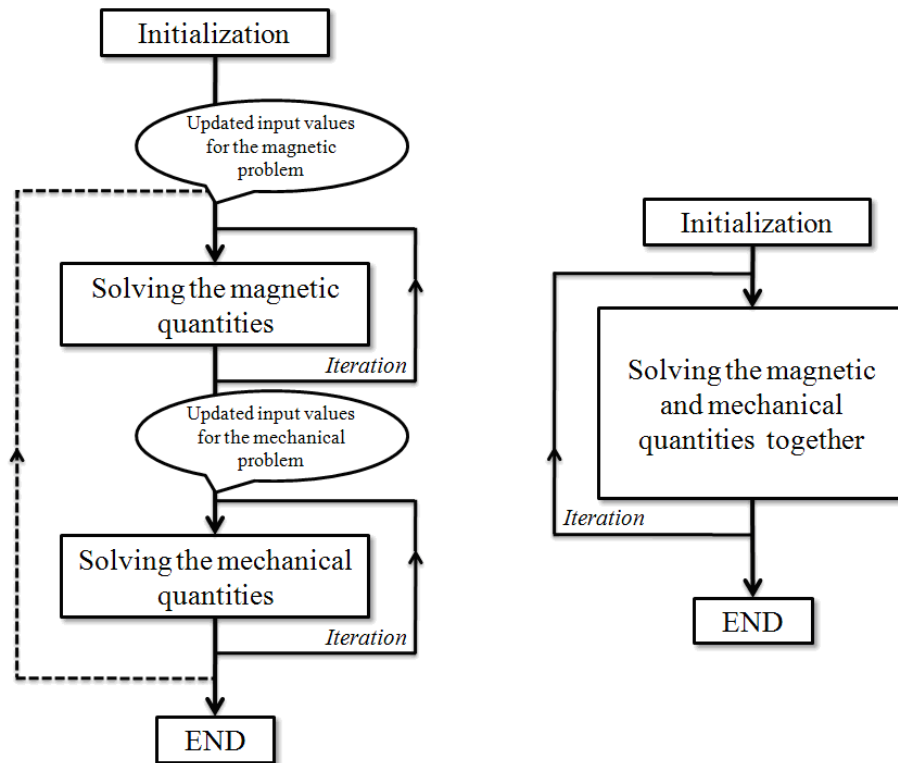 Initialization
Updated input values
for the magnetic
problem
Solving the magnetic
quantities
Iteration
Updated input values
for the mechanical
problem
Solving the mechanical
quantities
Iteration
END
Initialization
Solving the magnetic
and mechanical
quantities together
Iteration
END